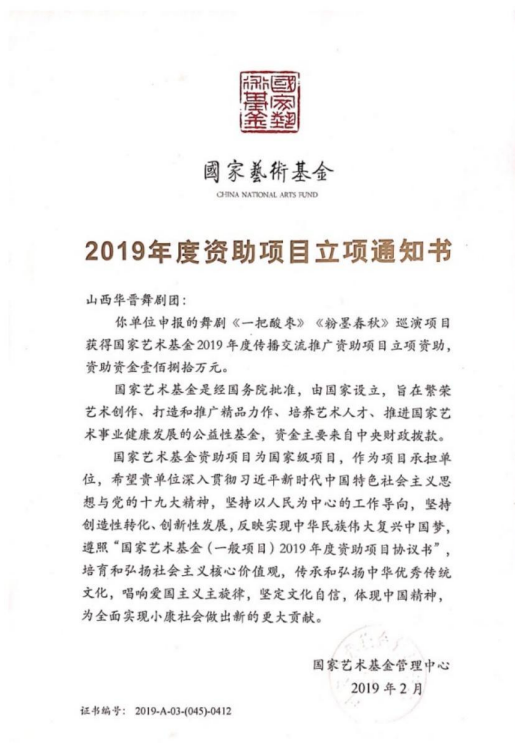 國家藝術基金
國家藝術基金
CHINA NATIONAL ARTS FUND
2019年度资助项目立项通知书
山西华晋舞剧团：
你单位申报的舞剧《一把酸枣》《粉墨春秋》巡演项目
获得国家艺术基金2019年度传播交流推广资助项目立项资助，
资助资金壹佰捌拾万元。
国家艺术基金是经国务院批准，由国家设立，旨在繁荣
艺术创作、打造和推广精品力作、培养艺术人才、推进国家艺
术事业健康发展的公益性基金，资金主要来自中央财政拨款。
国家艺术基金资助项目为国家级项目，作为项目承担单
位，希望贵单位深入贯彻习近平新时代中国特色社会主义思
想与党的十九大精神，坚持以人民为中心的工作导向，坚持
创造性转化、创新性发展，反映实现中华民族伟大复兴中国梦，
遵照“国家艺术基金（一般项目）2019年度资助项目协议书”，
培育和弘扬社会主义核心价值观，传承和弘扬中华优秀传统
文化，唱响爱国主义主旋律，坚定文化自信，体现中国精神，
为全面实现小康社会做出新的更大贡献。
国家艺术基金管理中心
2019年2月
证书编号： 2019-A-03-(045)-0412